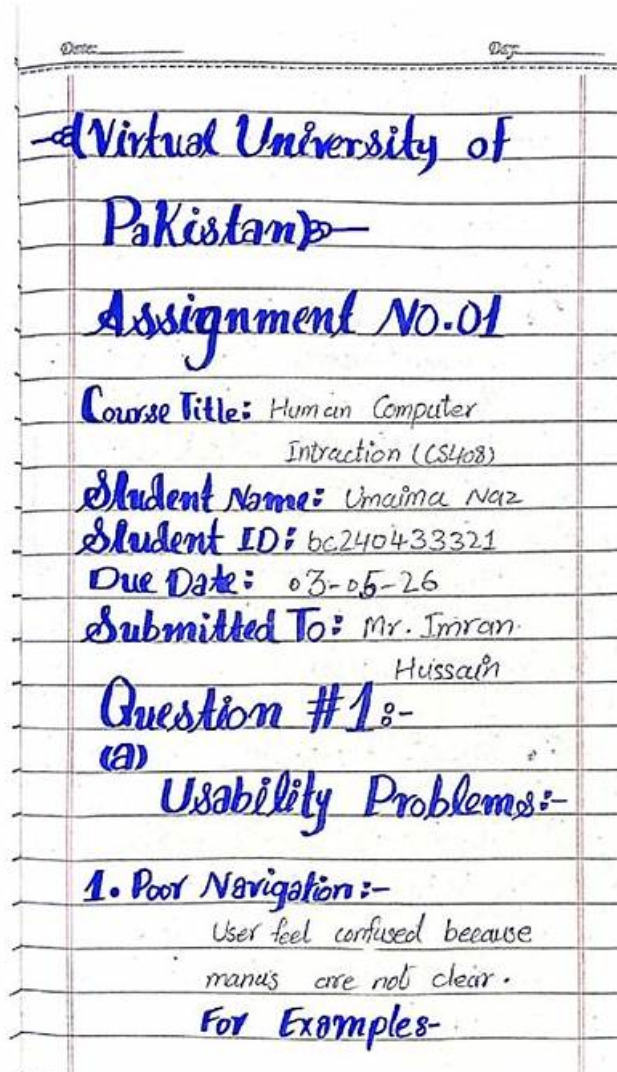 Date:
Day:
(Virtual University of
Pakistan)
Assignment NO.01
Course Title: Human Computer
Intraction (CS408)
Student Name: Umaima Naz
Student ID: bc240433321
Due Date: 03-05-26
Submitted To: Mr. Imran
Hussain
Question #1:-
(a)
Usability Problems:-
1. Poor Navigation:-
User feel confused because
manus are not clear.
For Examples-